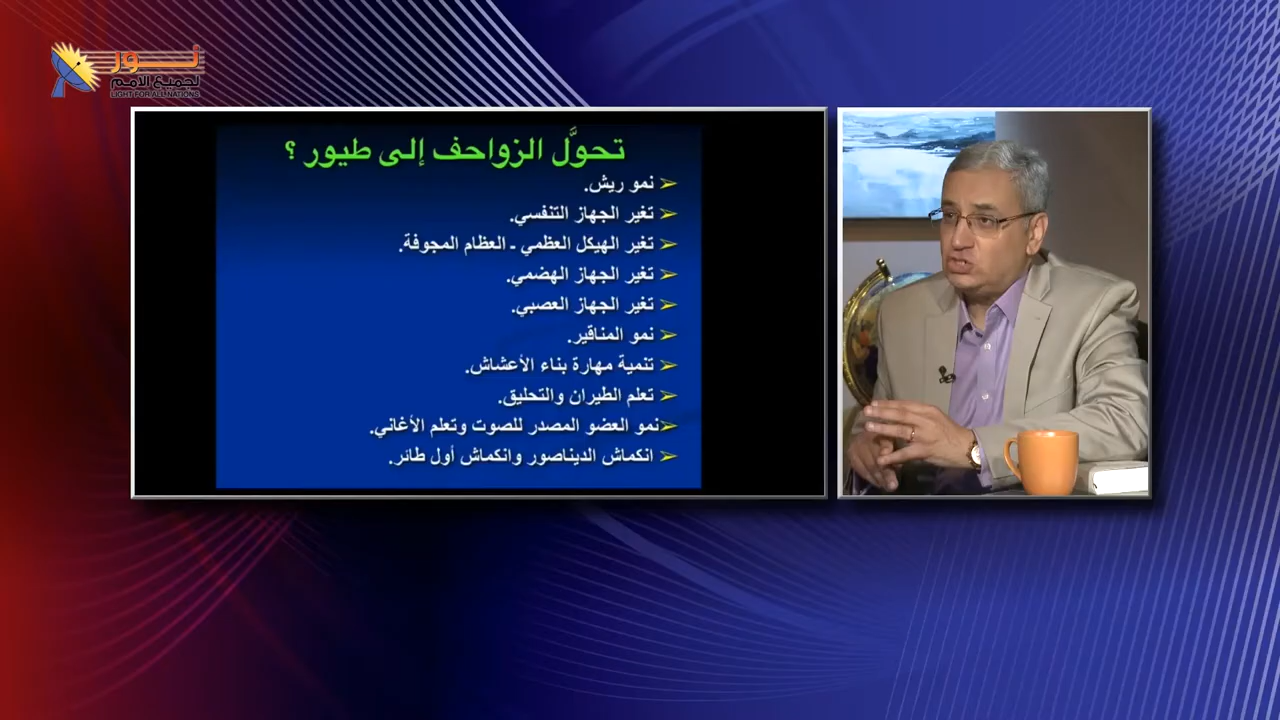 نور
لجميع الأمم
LIGHT FOR ALL NATIONS
تحوَّل الزواحف إلى طيور ؟
➢ نمو ريش.
➢ تغير الجهاز التنفسي.
➢ تغير الهيكل العظمي - العظام المجوفة.
➢ تغير الجهاز الهضمي.
➢ تغير الجهاز العصبي.
➢ نمو المناقير.
➢ تنمية مهارة بناء الأعشاش.
➢ تعلم الطيران والتحليق.
➢نمو العضو المصدر للصوت وتعلم الأغاني.
➢ انكماش الديناصور وانكماش أول طائر.